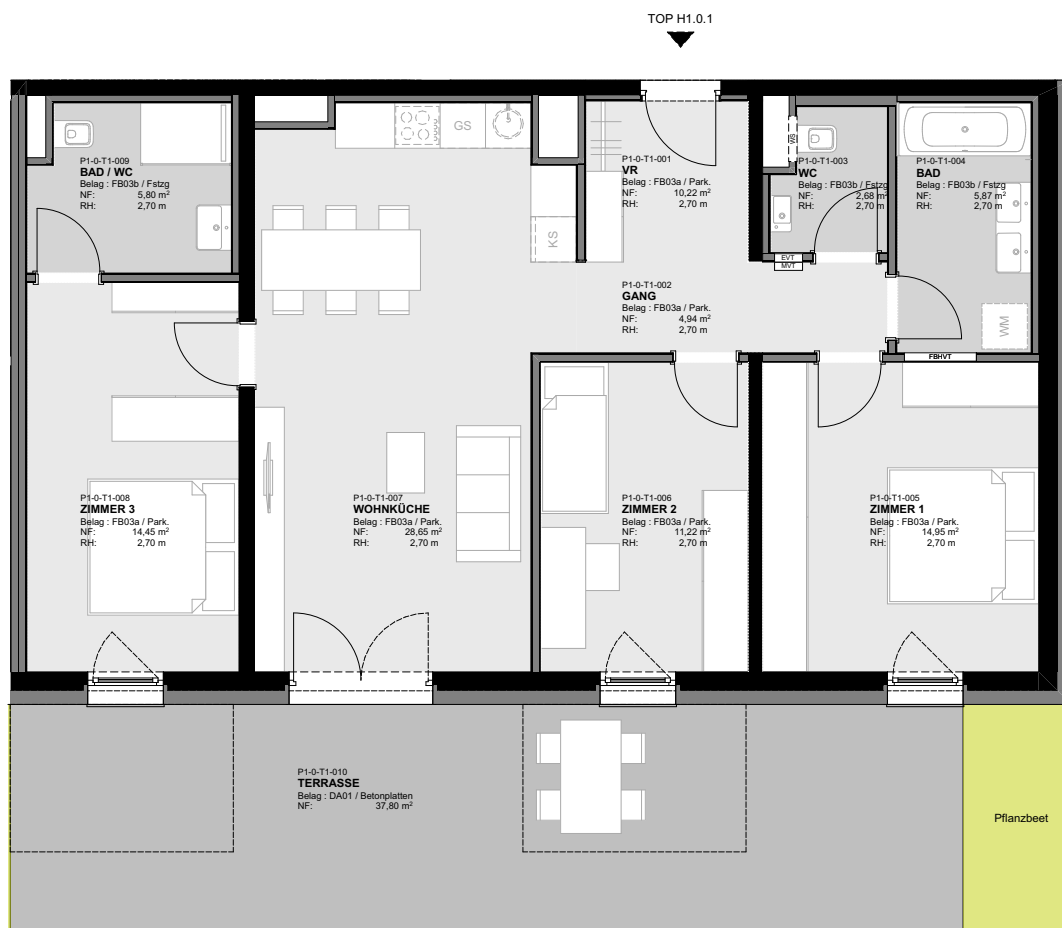 TOP H1.0.1
P1-0-T1-009
BAD / WC
Belag : FB03b / Fstzg
NF: 5,80 m²
RH: 2,70 m
GS
KS
P1-0-T1-001
VR
Belag : FB03a / Park.
NF: 10,22 m²
RH: 2,70 m
WS
P1-0-T1-003
WC
Belag : FB03b / Fstzg
NF: 2,68 m²
RH: 2,70 m
P1-0-T1-004
BAD
Belag : FB03b / Fstzg
NF: 5,87 m²
RH: 2,70 m
EVT
MVT
WM
FBHVT
P1-0-T1-002
GANG
Belag : FB03a / Park.
NF: 4,94 m²
RH: 2,70 m
P1-0-T1-008
ZIMMER 3
Belag : FB03a / Park.
NF: 14,45 m²
RH: 2,70 m
P1-0-T1-007
WOHNKÜCHE
Belag : FB03a / Park.
NF: 28,65 m²
RH: 2,70 m
P1-0-T1-006
ZIMMER 2
Belag : FB03a / Park.
NF: 11,22 m²
RH: 2,70 m
P1-0-T1-005
ZIMMER 1
Belag : FB03a / Park.
NF: 14,95 m²
RH: 2,70 m
P1-0-T1-010
TERRASSE
Belag : DA01 / Betonplatten
NF: 37,80 m²
Pflanzbeet